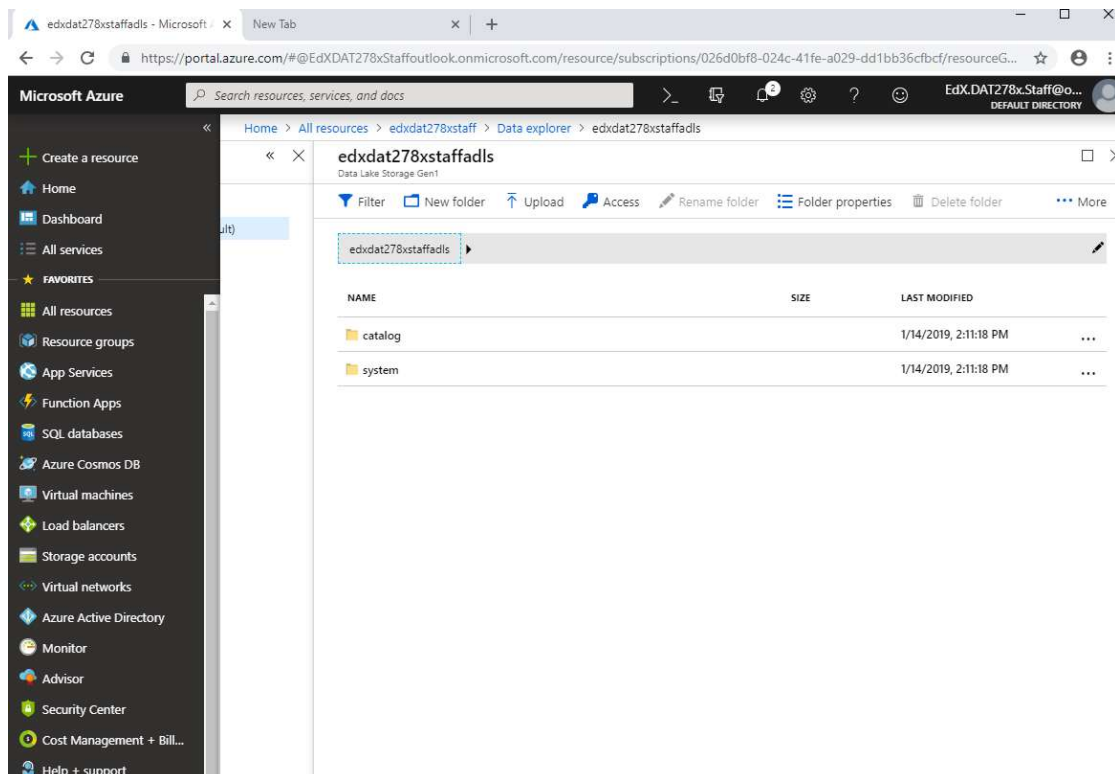 edxdat278xstaffadls - Microsoft
New Tab
https://portal.azure.com/#@EdXDAT278xStaffoutlook.onmicrosoft.com/resource/subscriptions/026d0bf8-024c-41fe-a029-dd1bb36cfbcf/resourceG...
Microsoft Azure
Search resources, services, and docs
2
EdX.DAT278x.Staff@o...
DEFAULT DIRECTORY
Home > All resources > edxdat278xstaff > Data explorer > edxdat278xstaffadls
Create a resource
Home
Dashboard
All services
FAVORITES
All resources
Resource groups
App Services
Function Apps
SQL databases
Azure Cosmos DB
Virtual machines
Load balancers
Storage accounts
Virtual networks
Azure Active Directory
Monitor
Advisor
Security Center
Cost Management + Bill...
Help + support
ult)
edxdat278xstaffadls
Data Lake Storage Gen1
Filter New folder Upload Access Rename folder Folder properties Delete folder ••• More
edxdat278xstaffadls
NAME SIZE LAST MODIFIED
catalog 1/14/2019, 2:11:18 PM ...
system 1/14/2019, 2:11:18 PM ...